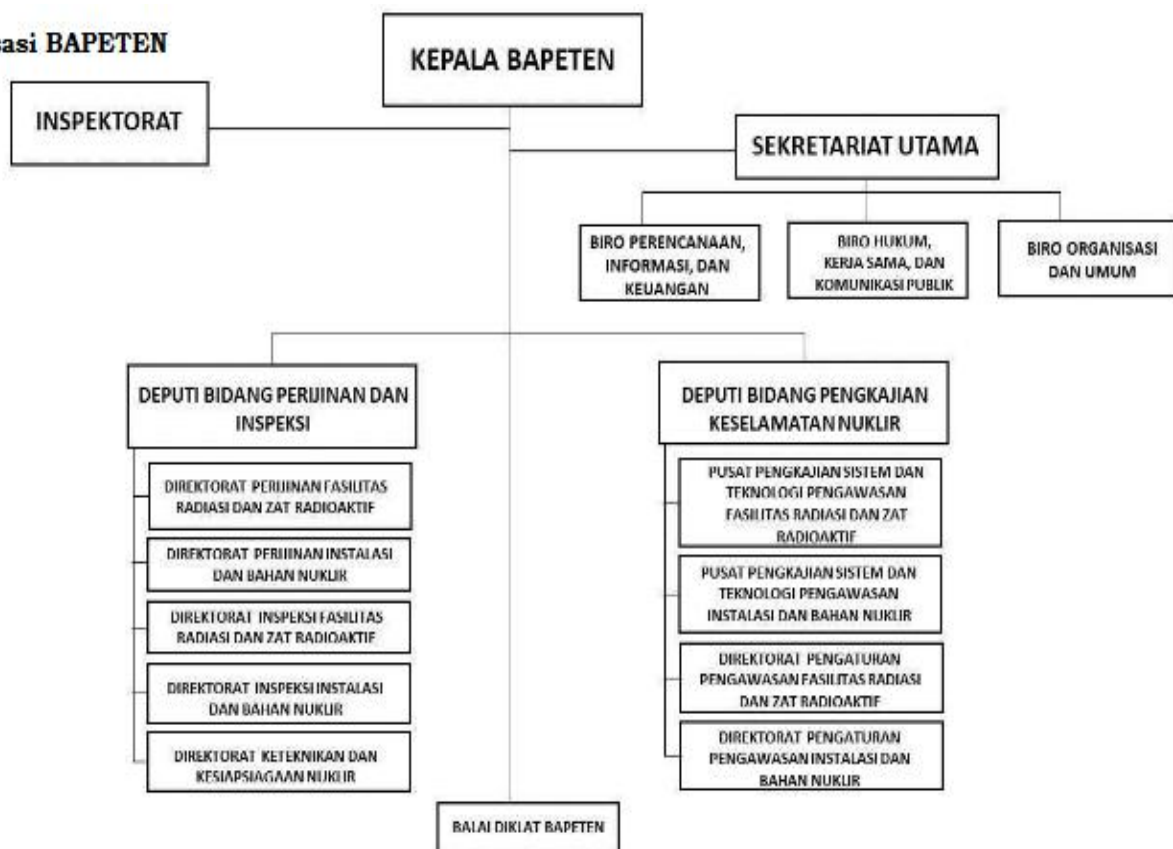 sasi BAPETEN
KEPALA BAPETEN
INSPEKTORAT
SEKRETARIAT UTAMA
BIRO PERENCANAAN,
INFORMASI, DAN
KEUANGAN
BIRO HUKUM,
KERJA SAMA, DAN
KOMUNIKASI PUBLIK
BIRO ORGANISASI
DAN UMUM
DEPUTI BIDANG PERIJINAN DAN
INSPEKSI
DIREKTORAT PERIJINAN FASILITAS
RADIASI DAN ZAT RADIOAKTIF
DIREKTORAT PERIJINAN INSTALASI
DAN BAHAN NUKLIR
DIREKTORAT INSPEKSI FASILITAS
RADIASI DAN ZAT RADIOAKTIF
DIREKTORAT INSPEKSI INSTALASI
DAN BAHAN NUKLIR
DIREKTORAT KETEKNIKAN DAN
KESIAPSIAGAAN NUKLIR
DEPUTI BIDANG PENGKAJIAN
KESELAMATAN NUKLIR
PUSAT PENGKAJIAN SISTEM DAN
TEKNOLOGI PENGAWASAN
FASILITAS RADIASI DAN ZAT
RADIOAKTIF
PUSAT PENGKAJIAN SISTEM DAN
TEKNOLOGI PENGAWASAN
INSTALASI DAN BAHAN NUKLIR
DIREKTORAT PENGATURAN
PENGAWASAN FASILITAS RADIASI
DAN ZAT RADIOAKTIF
DIREKTORAT PENGATURAN
PENGAWASAN INSTALASI DAN
BAHAN NUKLIR
BALAI DIKLAT BAPETEN